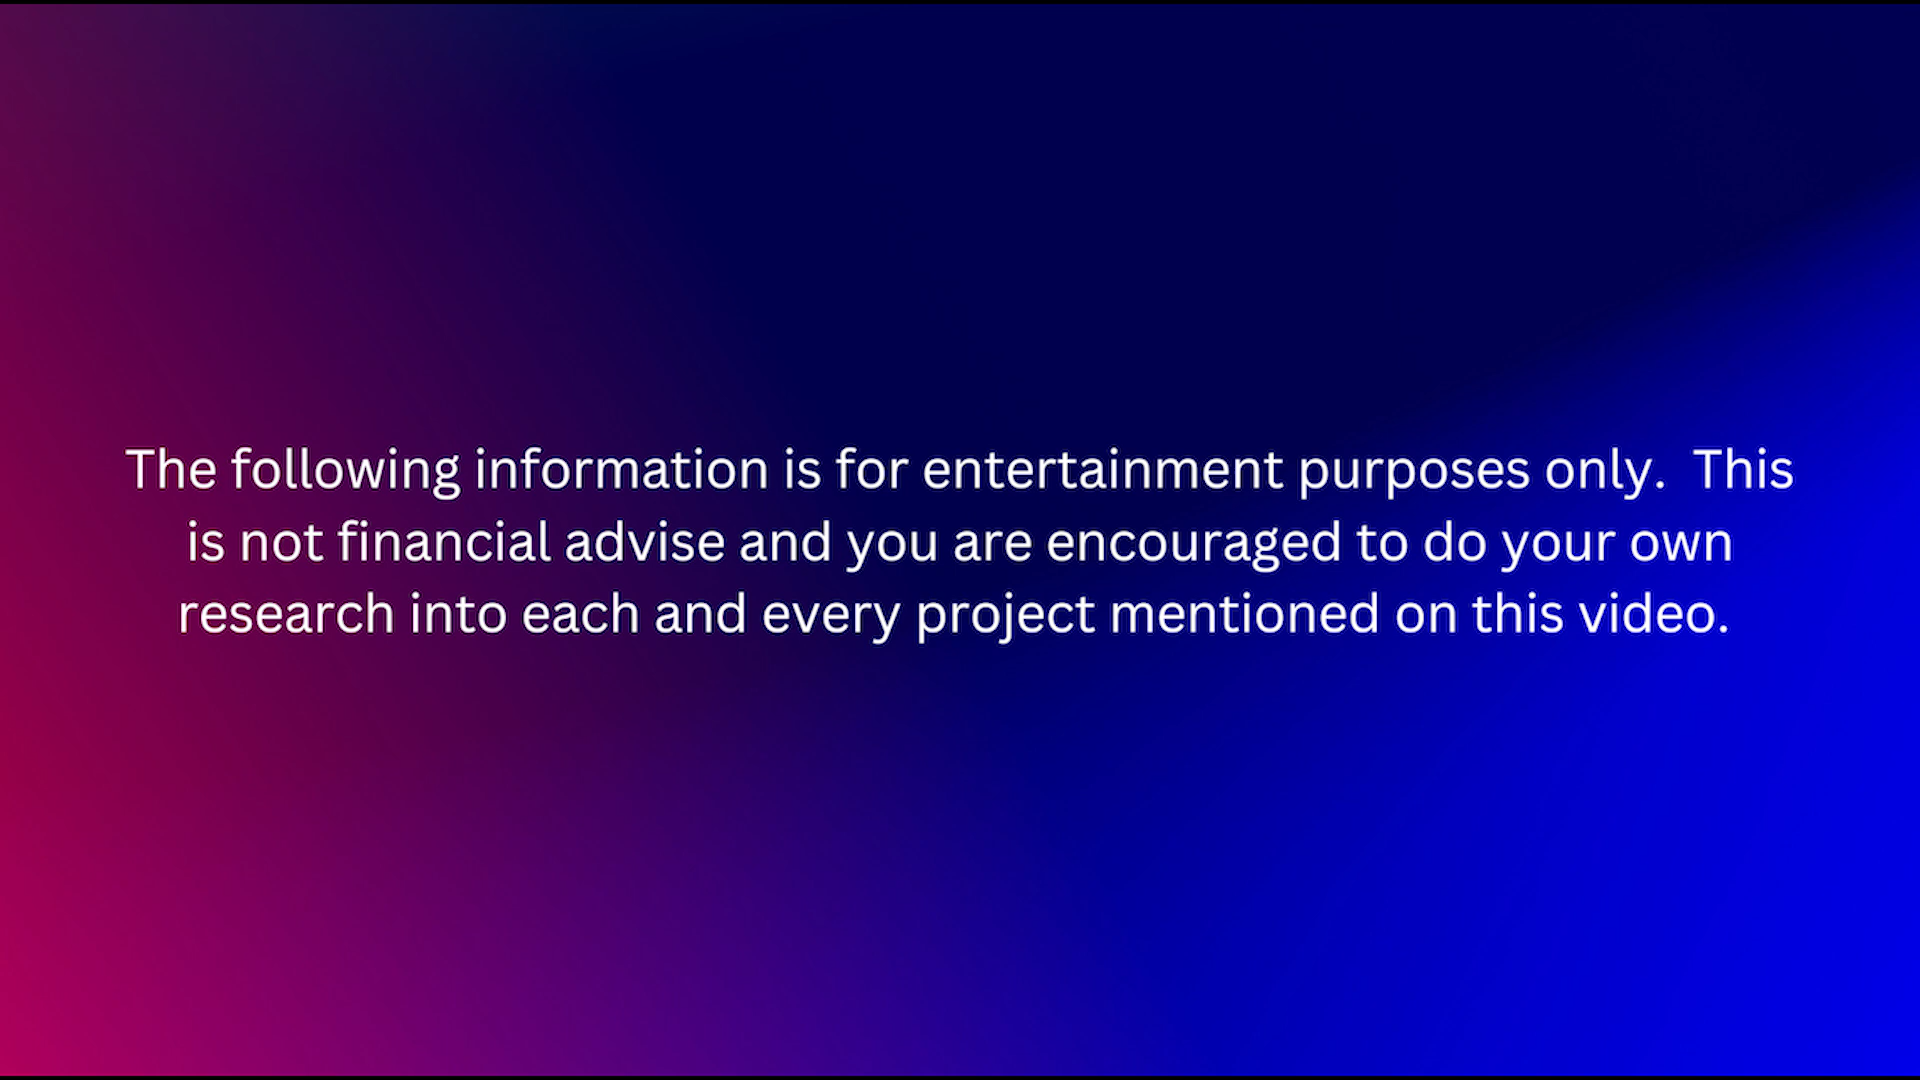 The following information is for entertainment purposes only.  This
is not financial advise and you are encouraged to do your own
research into each and every project mentioned on this video.